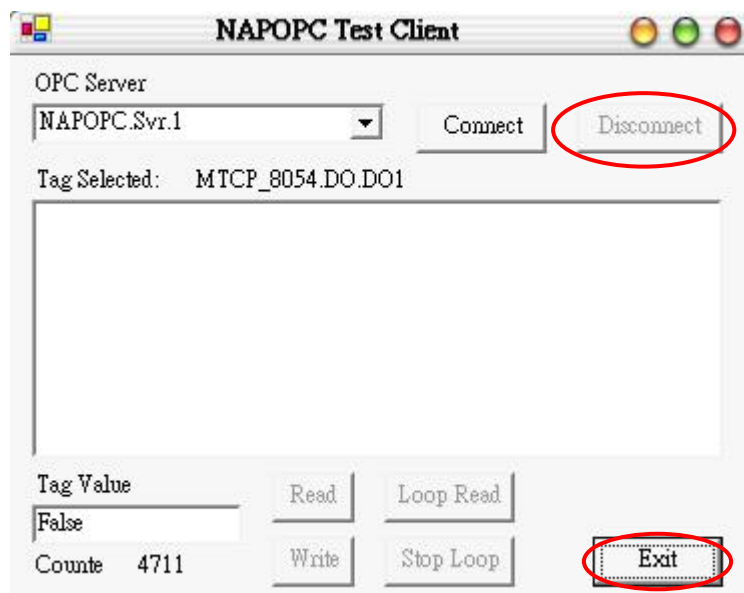 NAPOPC Test Client
OPC Server
NAPOPC.Svr.1
Connect
Disconnect
Tag Selected: MTCP_8054.DO.DO1
Tag Value
False
Read
Loop Read
Counte 4711
Write
Stop Loop
Exit